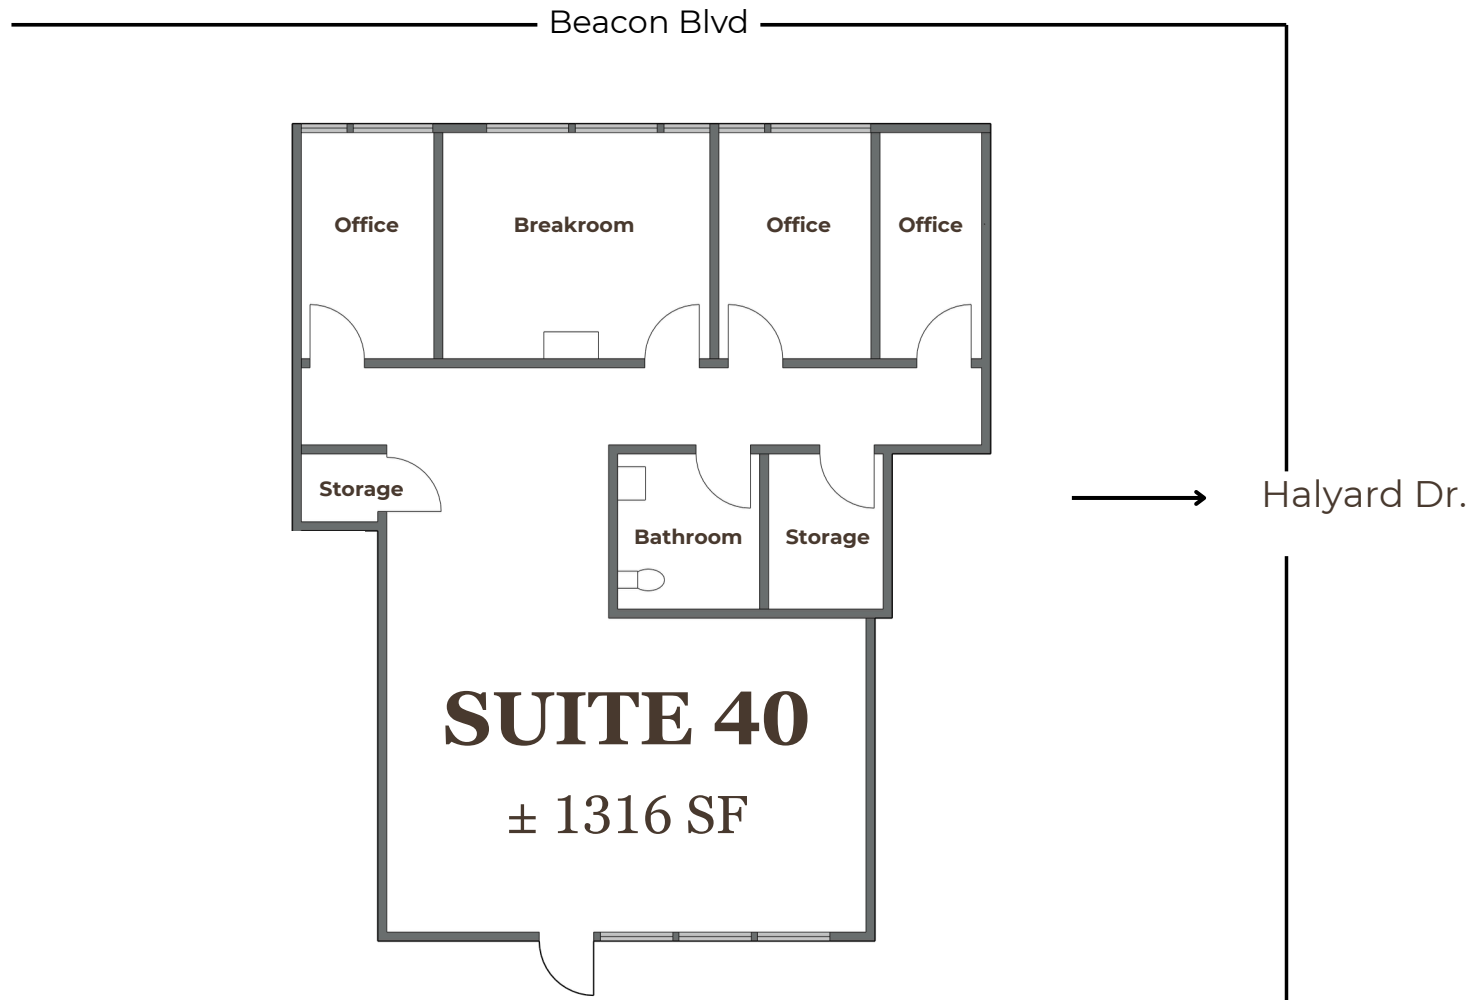 Beacon Blvd
Office
Breakroom
Office
Office
Storage
Halyard Dr.
Bathroom
Storage
SUITE 40
± 1316 SF